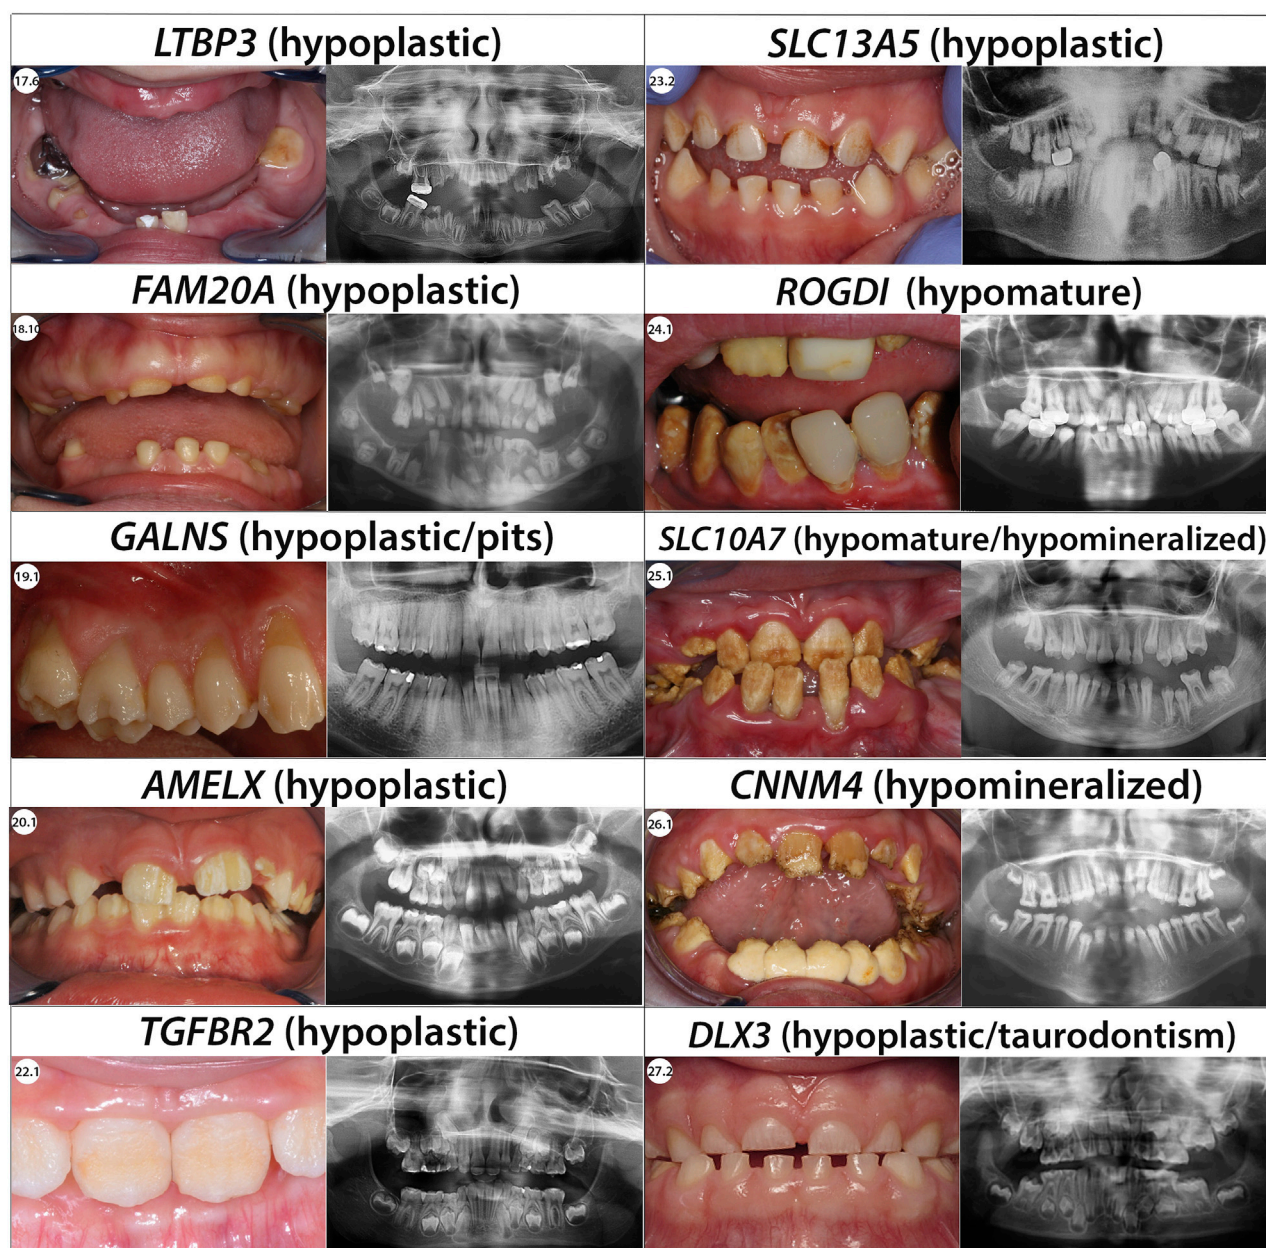 LTBP3 (hypoplastic)
SLC13A5 (hypoplastic)
17.6
23.2
FAM20A (hypoplastic)
ROGDI (hypomature)
18.10
24.1
GALNS (hypoplastic/pits)
SLC10A7 (hypomature/hypomineralized)
19.1
25.1
AMELX (hypoplastic)
CNNM4 (hypomineralized)
20.1
26.1
TGFBR2 (hypoplastic)
DLX3 (hypoplastic/taurodontism)
22.1
27.2